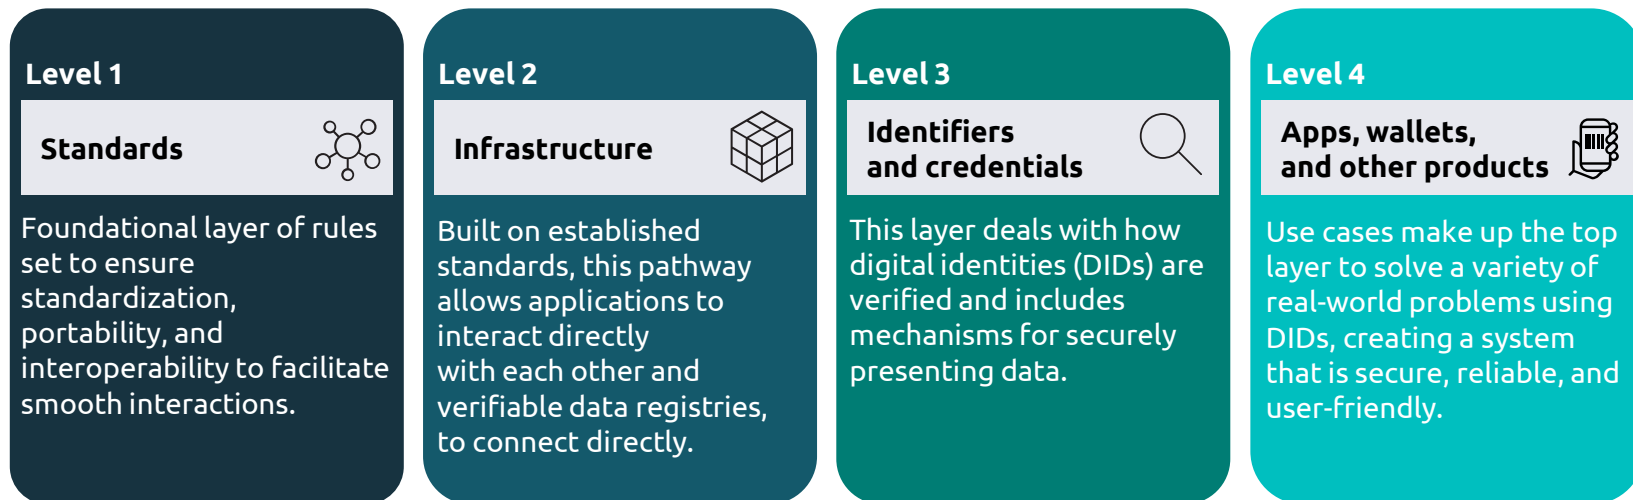 Level 1
Standards
Foundational layer of rules
set to ensure
standardization,
portability, and
interoperability to facilitate
smooth interactions.
Level 2
Infrastructure
Built on established
standards, this pathway
allows applications to
interact directly
with each other and
verifiable data registries,
to connect directly.
Level 3
Identifiers
and credentials
This layer deals with how
digital identities (DIDs) are
verified and includes
mechanisms for securely
presenting data.
Level 4
Apps, wallets,
and other products
Use cases make up the top
layer to solve a variety of
real-world problems using
DIDs, creating a system
that is secure, reliable, and
user-friendly.